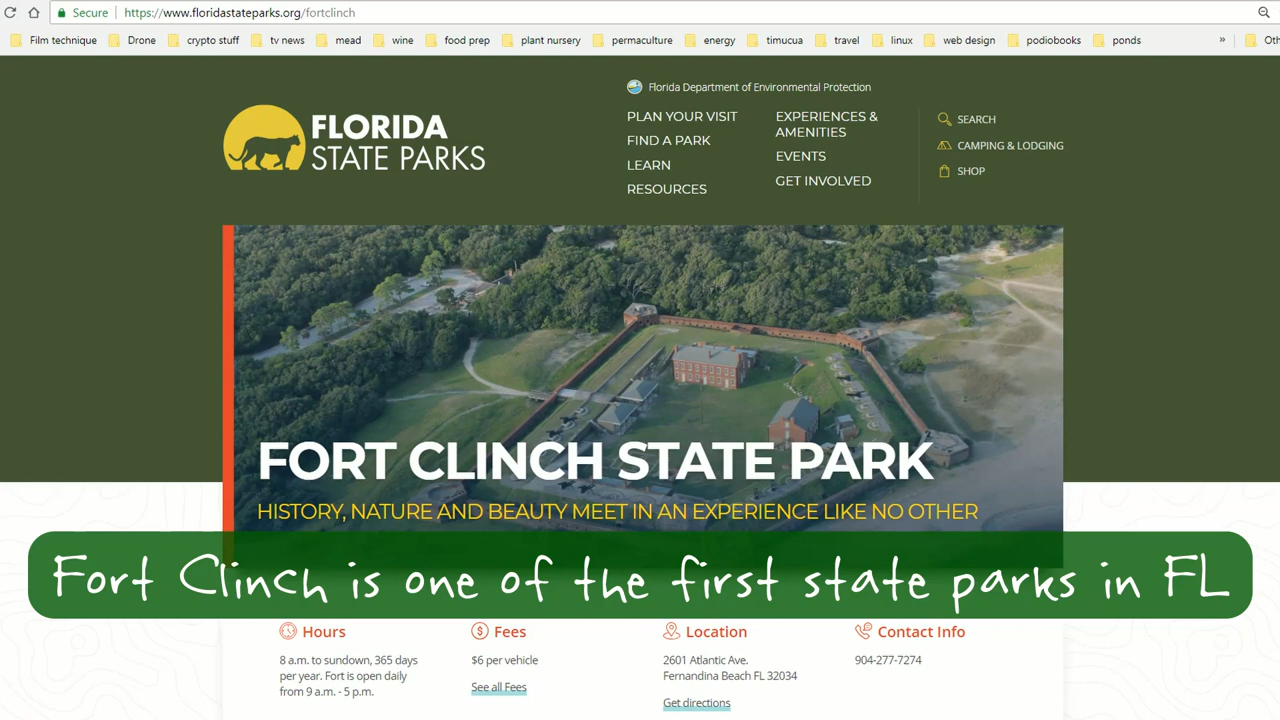 Secure
https://www.floridastateparks.org/fortclinch
Film technique
Drone
crypto stuff
tv news
mead
wine
food prep
plant nursery
permaculture
energy
timucua
travel
linux
web design
podiobooks
ponds
»
Oth
Florida Department of Environmental Protection
FLORIDA
STATE PARKS
PLAN YOUR VISIT
FIND A PARK
LEARN
RESOURCES
EXPERIENCES &
AMENITIES
EVENTS
GET INVOLVED
SEARCH
CAMPING & LODGING
SHOP
FORT CLINCH STATE PARK
HISTORY, NATURE AND BEAUTY MEET IN AN EXPERIENCE LIKE NO OTHER
Fort Clinch is one of the first state parks in FL
Hours
8 a.m. to sundown, 365 days
per year. Fort is open daily
from 9 a.m. - 5 p.m.
Fees
$6 per vehicle
See all Fees
Location
2601 Atlantic Ave.
Fernandina Beach FL 32034
Get directions
Contact Info
904-277-7274